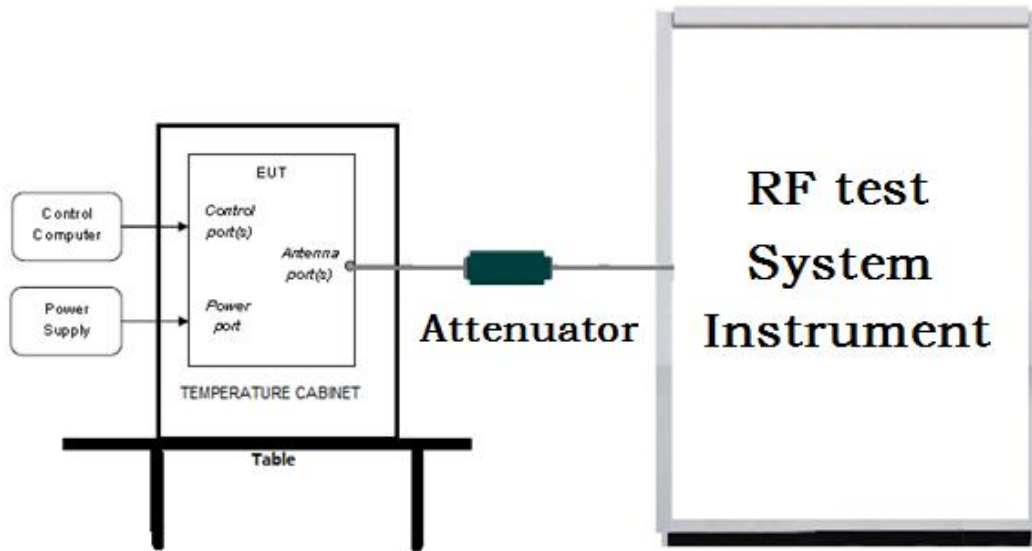 Control
Computer
Power
Supply
EUT
Control
port(s)
Antenna
port(s)
Power
port
TEMPERATURE CABINET
Table
Attenuator
RF test
System
Instrument